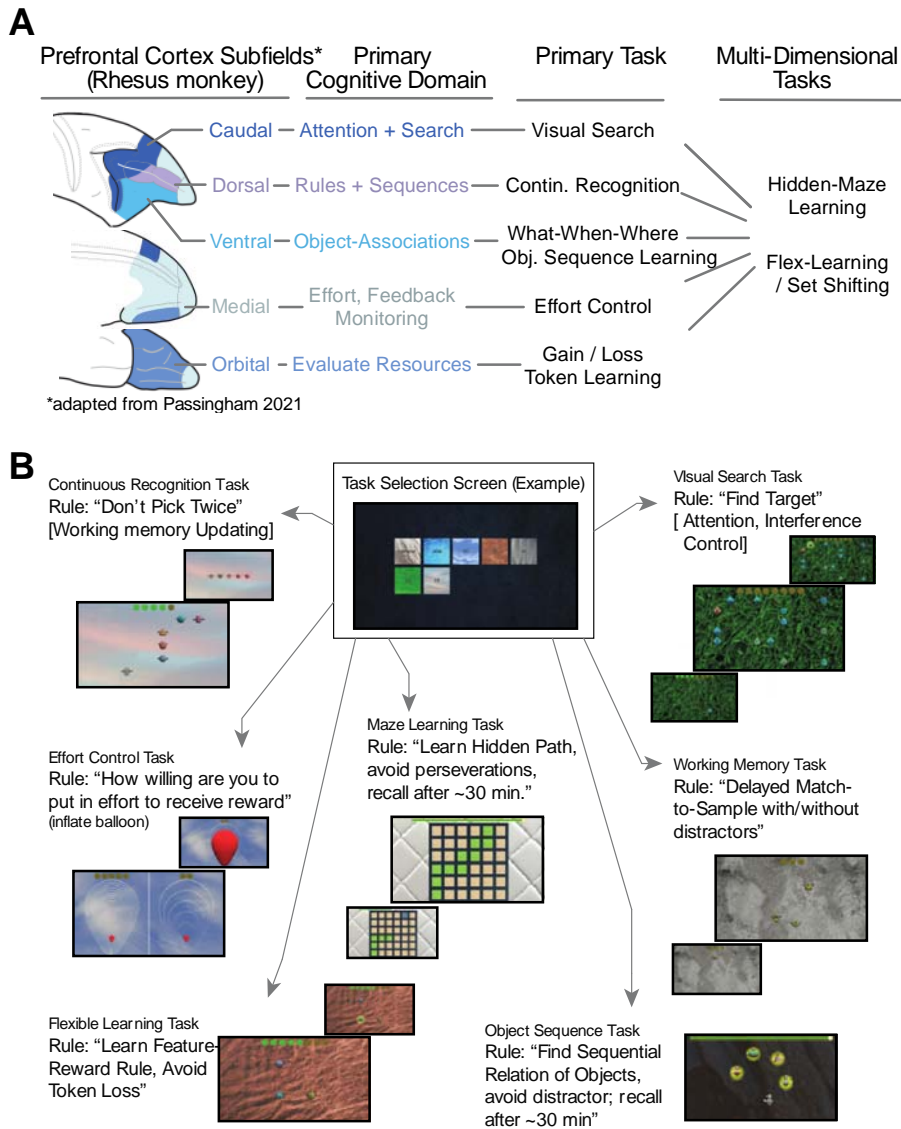 A
Prefrontal Cortex Subfields*
(Rhesus monkey)
Primary
Cognitive Domain
Primary Task
Multi-Dimensional
Tasks
Caudal
Attention + Search
Visual Search
Dorsal
Rules + Sequences
Contin. Recognition
Ventral
Object-Associations
What-When-Where
Obj. Sequence Learning
Medial
Effort, Feedback
Monitoring
Effort Control
Orbital
Evaluate Resources
Gain / Loss
Token Learning
Hidden-Maze
Learning
Flex-Learning
/ Set Shifting
*adapted from Passingham 2021
B
Continuous Recognition Task
Rule: “Don’t Pick Twice”
[Working memory Updating]
Task Selection Screen (Example)
VIsual Search Task
Rule: “Find Target”
[ Attention, Interference
Control]
Effort Control Task
Rule: “How willing are you to
put in effort to receive reward”
(inflate balloon)
Maze Learning Task
Rule: “Learn Hidden Path,
avoid perseverations,
recall after ~30 min.”
Working Memory Task
Rule: “Delayed Match-
to-Sample with/without
distractors”
Flexible Learning Task
Rule: “Learn Feature-
Reward Rule, Avoid
Token Loss”
Object Sequence Task
Rule: “Find Sequential
Relation of Objects,
avoid distractor; recall
after ~30 min”